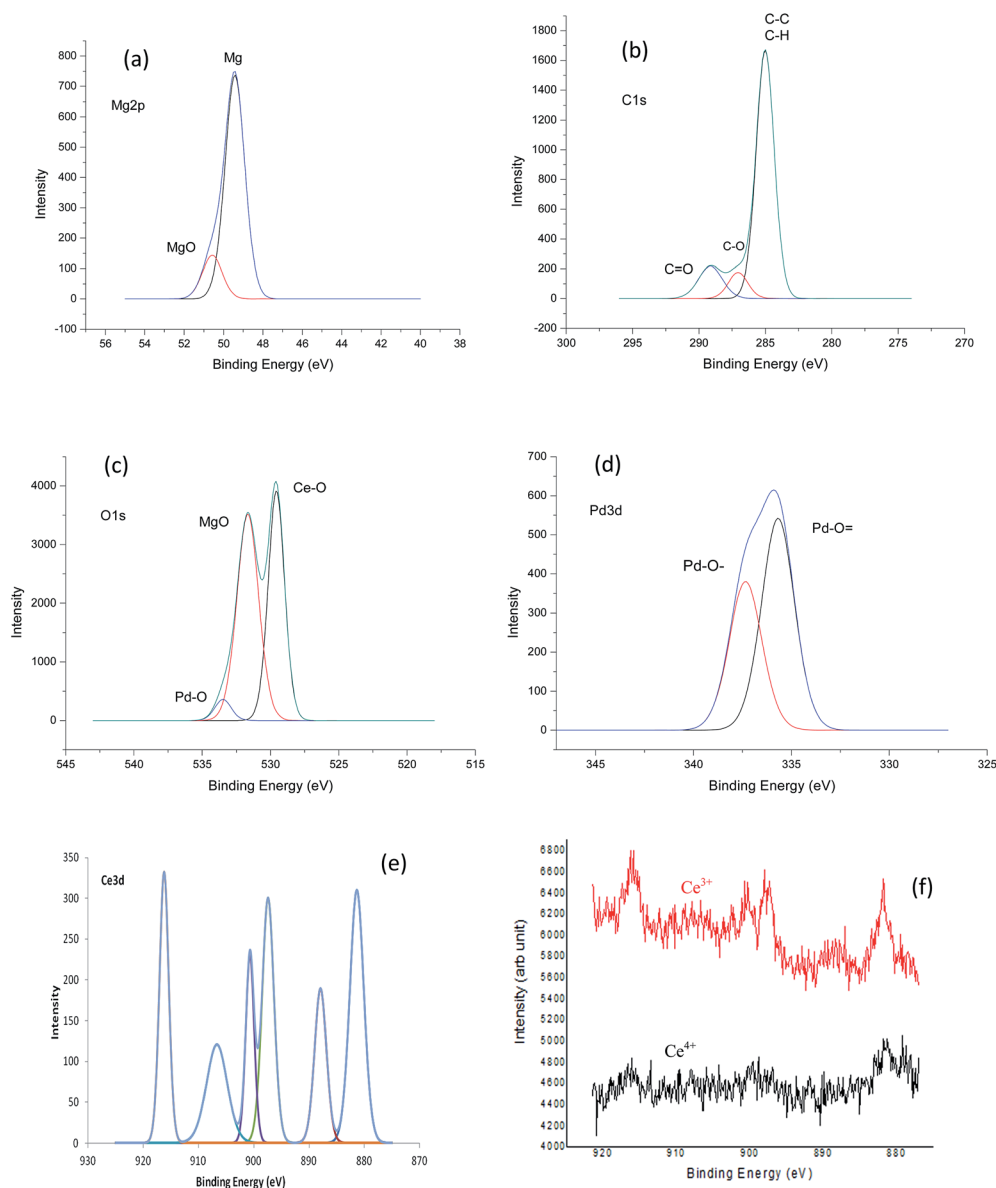 (a)
Mg
Mg2p
MgO
Intensity
800
700
600
500
400
300
200
100
0
-100
56 54 52 50 48 46 44 42 40 38
Binding Energy (eV)
C-C
C-H
(b)
C1s
C-O
C=O
Intensity
1800
1600
1400
1200
1000
800
600
400
200
0
-200
300 295 290 285 280 275 270
Binding Energy (eV)
(c)
Ce-O
O1s
MgO
Pd-O
Intensity
4000
3000
2000
1000
0
545 540 535 530 525 520 515
Binding Energy (eV)
(d)
Pd3d
Pd-O=
Pd-O-
Intensity
700
600
500
400
300
200
100
0
345 340 335 330 325
Binding Energy (eV)
(e)
Ce3d
Intensity
350
300
250
200
150
100
50
0
930 920 910 900 890 880 870
Binding Energy (eV)
(f)
Ce3+
Ce4+
Intensity (arb unit)
6800
6600
6400
6200
6000
5800
5600
5400
5200
5000
4800
4600
4400
4200
4000
920 910 900 890 880
Binding Energy (eV)